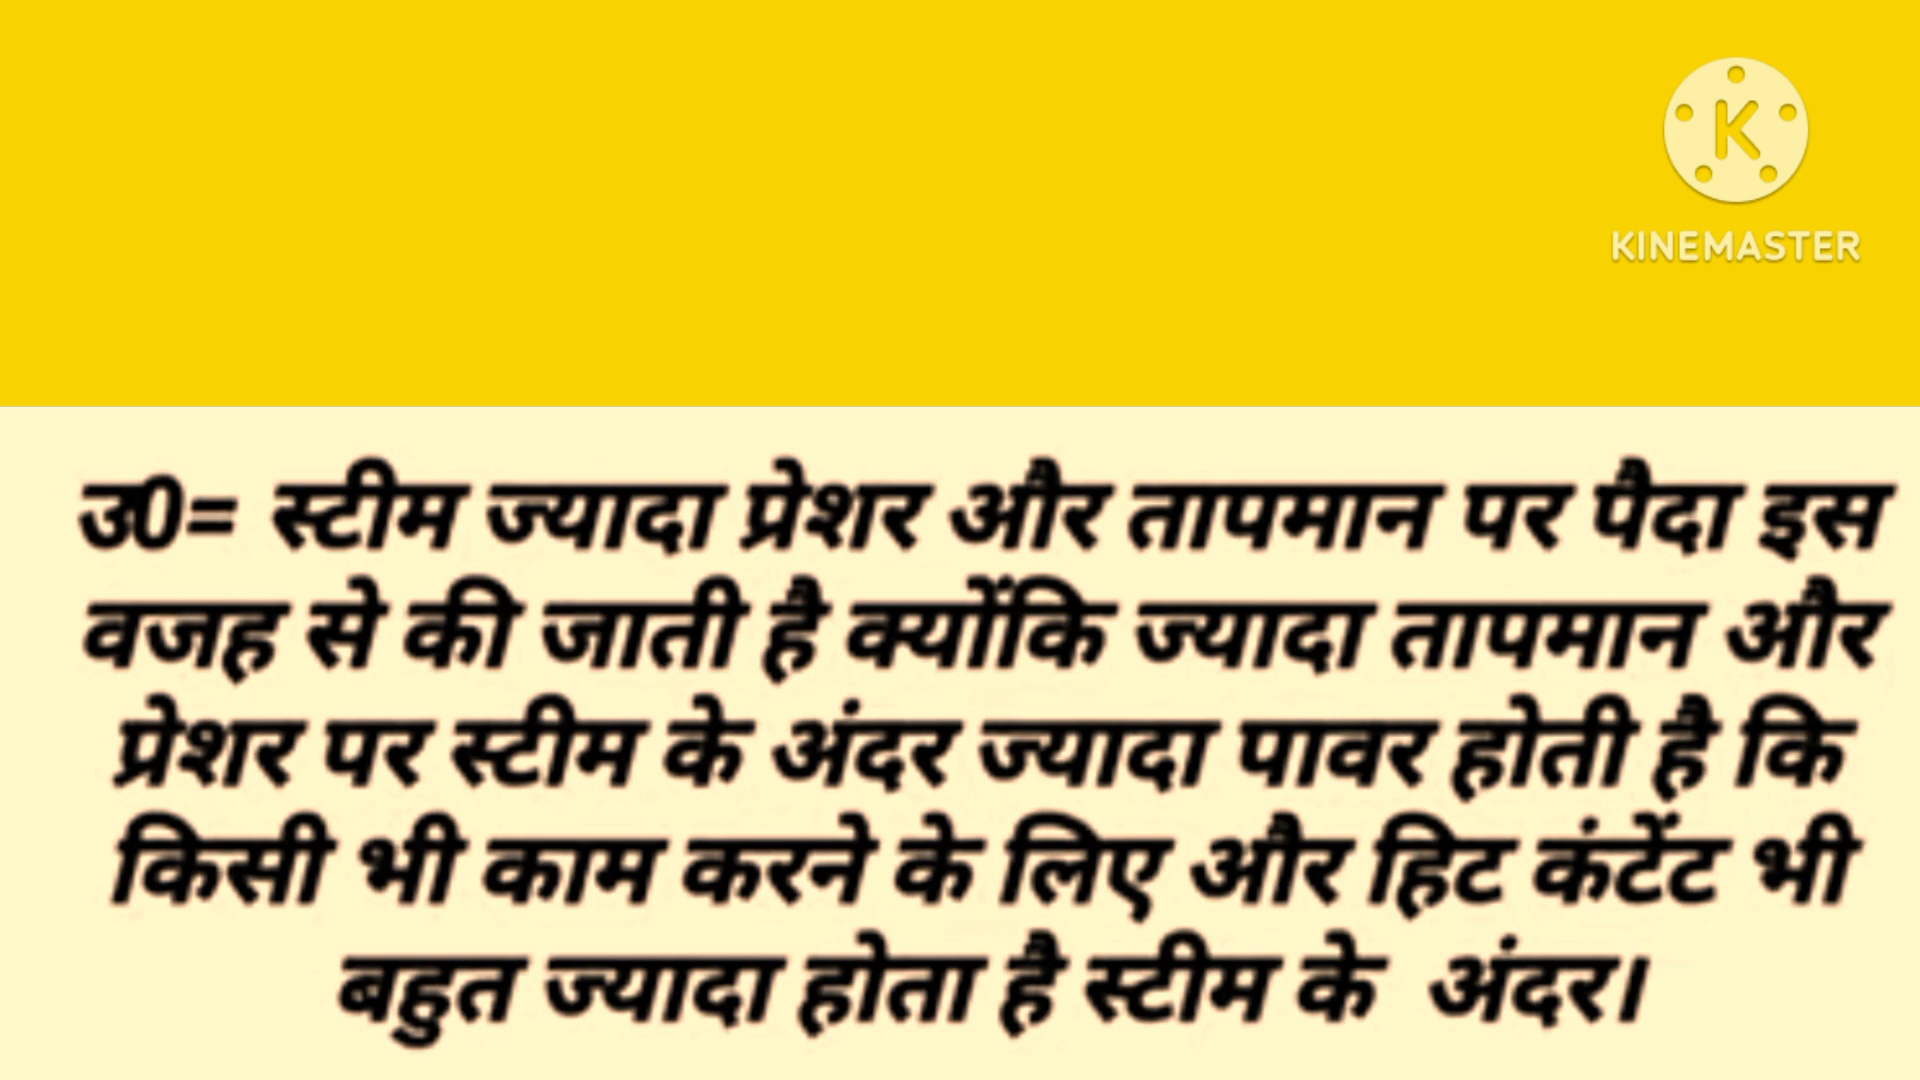 KINEMASTER
उ0= स्टीम ज्यादा प्रेशर और तापमान पर पैदा इस
वजह से की जाती है क्योंकि ज्यादा तापमान और
प्रेशर पर स्टीम के अंदर ज्यादा पावर होती है कि
किसी भी काम करने के लिए और हिट कंटेंट भी
बहुत ज्यादा होता है स्टीम के अंदर।